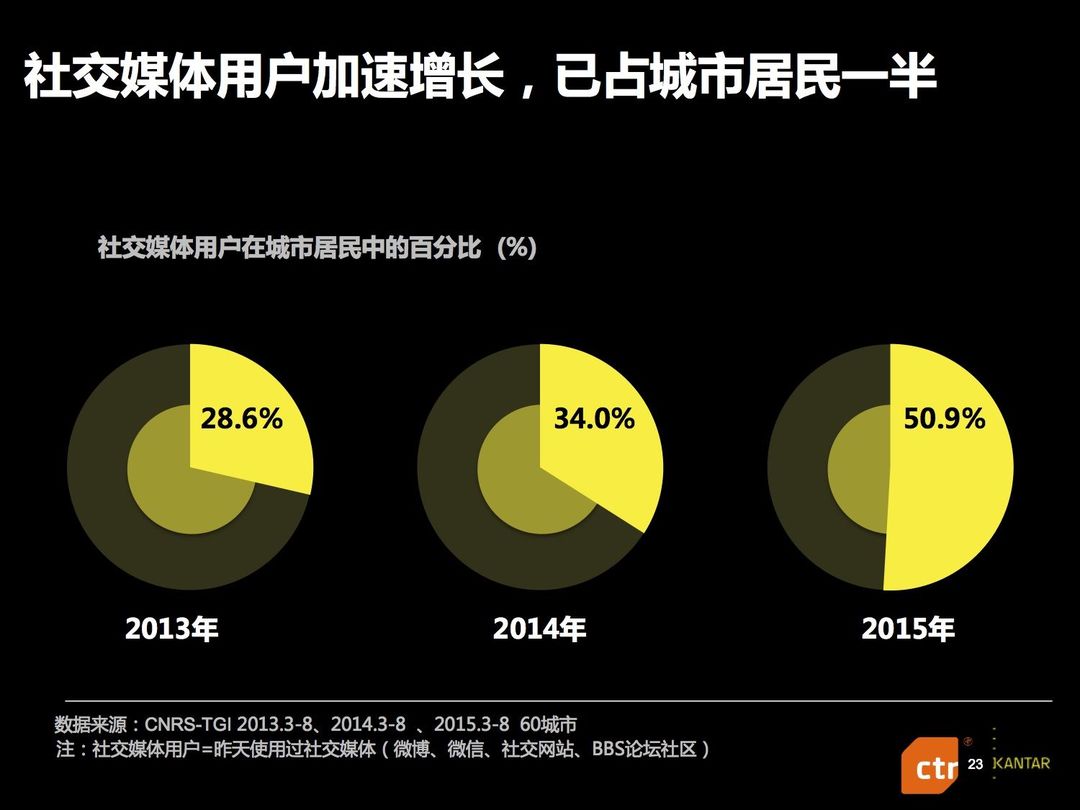 社交媒体用户加速增长，已占城市居民一半
社交媒体用户在城市居民中的百分比 (%)
28.6%
34.0%
50.9%
2013年
2014年
2015年
数据来源：CNRS-TGI 2013.3-8、2014.3-8 、2015.3-8 60城市
注：社交媒体用户=昨天使用过社交媒体（微博、微信、社交网站、BBS论坛社区）
ctr
23
KANTAR